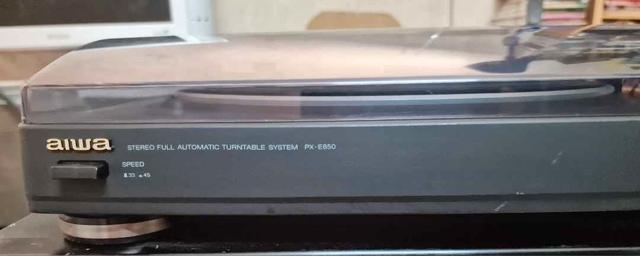 aiwa STEREO FULL AUTOMATIC TURNTABLE SYSTEM PX-E850
SPEED
33 45